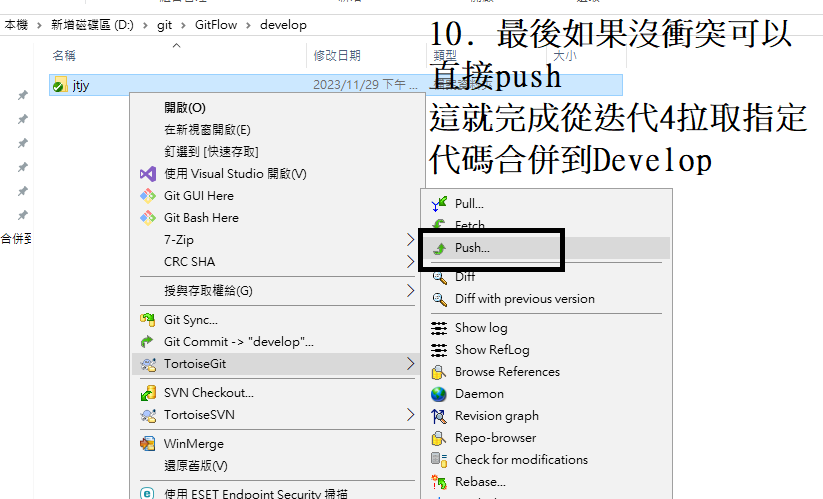 本機 › 新增磁碟區 (D:) › git › GitFlow › develop
名稱
修改日期
類型
大小
jtjy
2023/11/29 下午 ...
10. 最後如果沒衝突可以
直接push
這就完成從迭代4拉取指定
代碼合併到Develop
合併到
開啟(O)
在新視窗開啟(E)
釘選到 [快速存取]
使用 Visual Studio 開啟(V)
Git GUI Here
Git Bash Here
7-Zip
CRC SHA
授與存取權給(G)
Git Sync...
Git Commit -> "develop"...
TortoiseGit
SVN Checkout...
TortoiseSVN
WinMerge
還原舊版(V)
使用 ESET Endpoint Security 掃描
Pull...
Fetch
Push...
Diff
Diff with previous version
Show log
Show RefLog
Browse References
Daemon
Revision graph
Repo-browser
Check for modifications
Rebase...